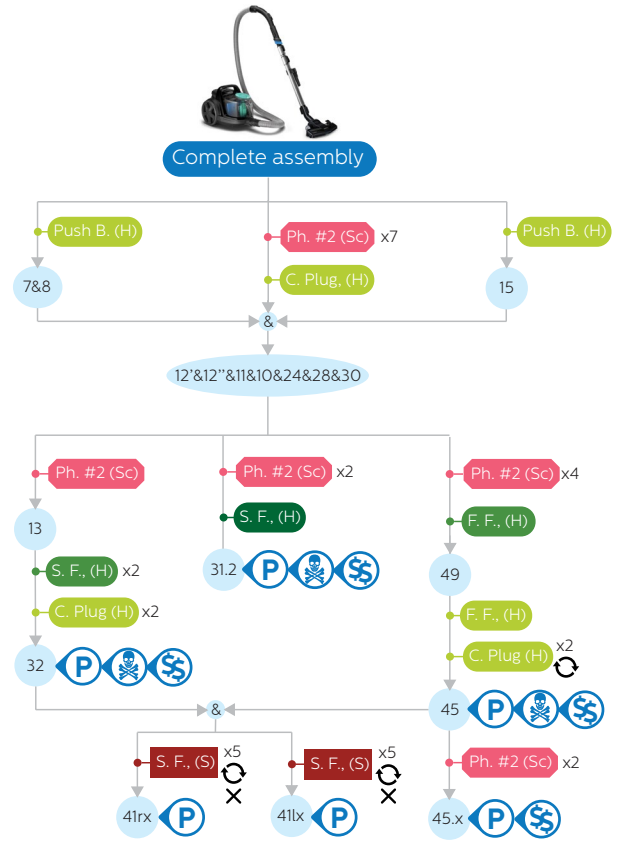 Complete assembly
Push B. (H)
Ph. #2 (Sc) x7
Push B. (H)
C. Plug, (H)
7&8
15
&
12'&12''&11&10&24&28&30
Ph. #2 (Sc)
Ph. #2 (Sc) x2
Ph. #2 (Sc) x4
S. F., (H)
F. F., (H)
13
31.2 P $$
49
S. F., (H) x2
C. Plug (H) x2
F. F., (H)
C. Plug (H) x2
32 P $$
&
45 P $$
S. F., (S) x5
S. F., (S) x5
Ph. #2 (Sc) x2
41rx P
41lx P
45.x P $$